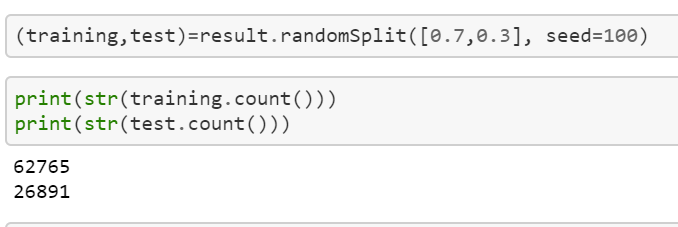 (training,test)=result.randomSplit([0.7,0.3], seed=100)
print(str(training.count()))
print(str(test.count()))
62765
26891